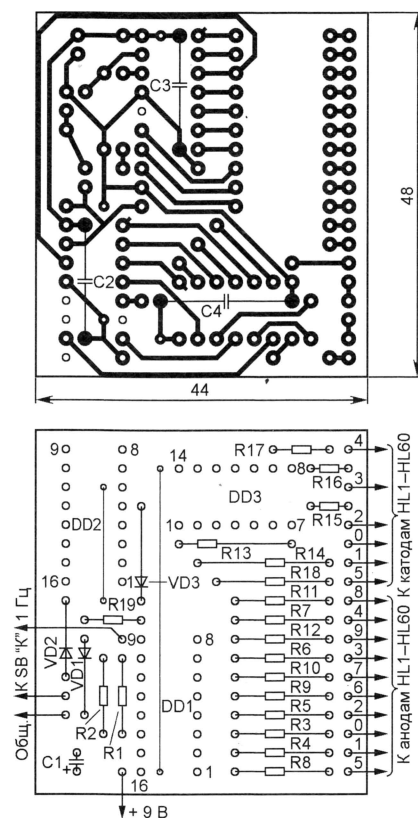 C3
C2
C4
48
44
9
8
14
R17
4
8
R16
3
DD3
DD2
R15
2
1
7
0
R13
R14
1
16
1
VD3
R18
5
R11
8
R19
R7
4
К SB "К" 1 Гц
9
8
R12
9
VD2
VD1
R6
3
R10
7
R9
6
Общ
R2
R1
DD1
R5
2
R3
0
C1
+
R4
1
16
1
R8
5
+ 9 В
К катодам HL1–HL60
К анодам HL1–HL60